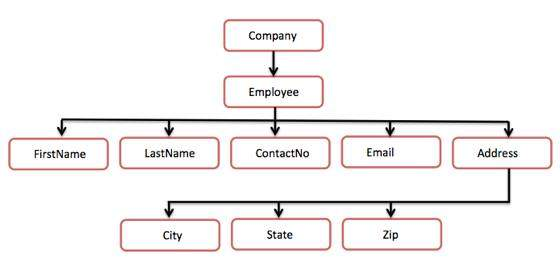 Company
Employee
FirstName
LastName
ContactNo
Email
Address
City
State
Zip